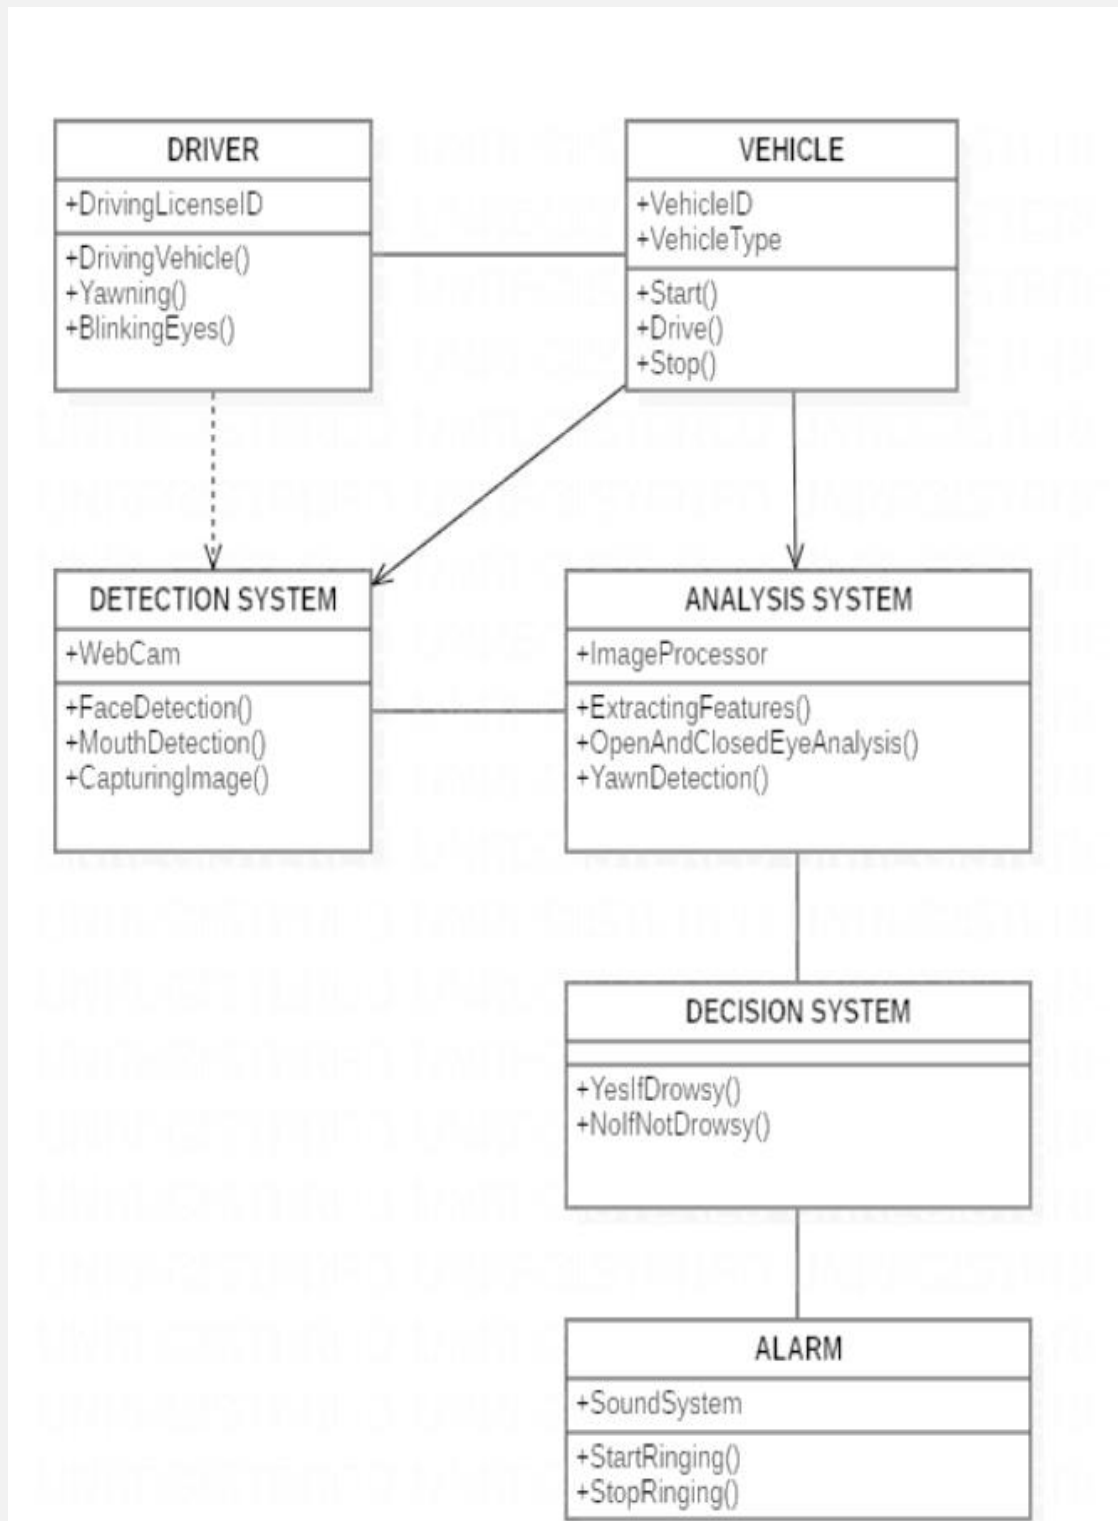 DRIVER
+DrivingLicenseID
+DrivingVehicle()
+Yawning()
+BlinkingEyes()
VEHICLE
+VehicleID
+VehicleType
+Start()
+Drive()
+Stop()
DETECTION SYSTEM
+WebCam
+FaceDetection()
+MouthDetection()
+CapturingImage()
ANALYSIS SYSTEM
+ImageProcessor
+ExtractingFeatures()
+OpenAndClosedEyeAnalysis()
+YawnDetection()
DECISION SYSTEM
+YesIfDrowsy()
+NoIfNotDrowsy()
ALARM
+SoundSystem
+StartRinging()
+StopRinging()